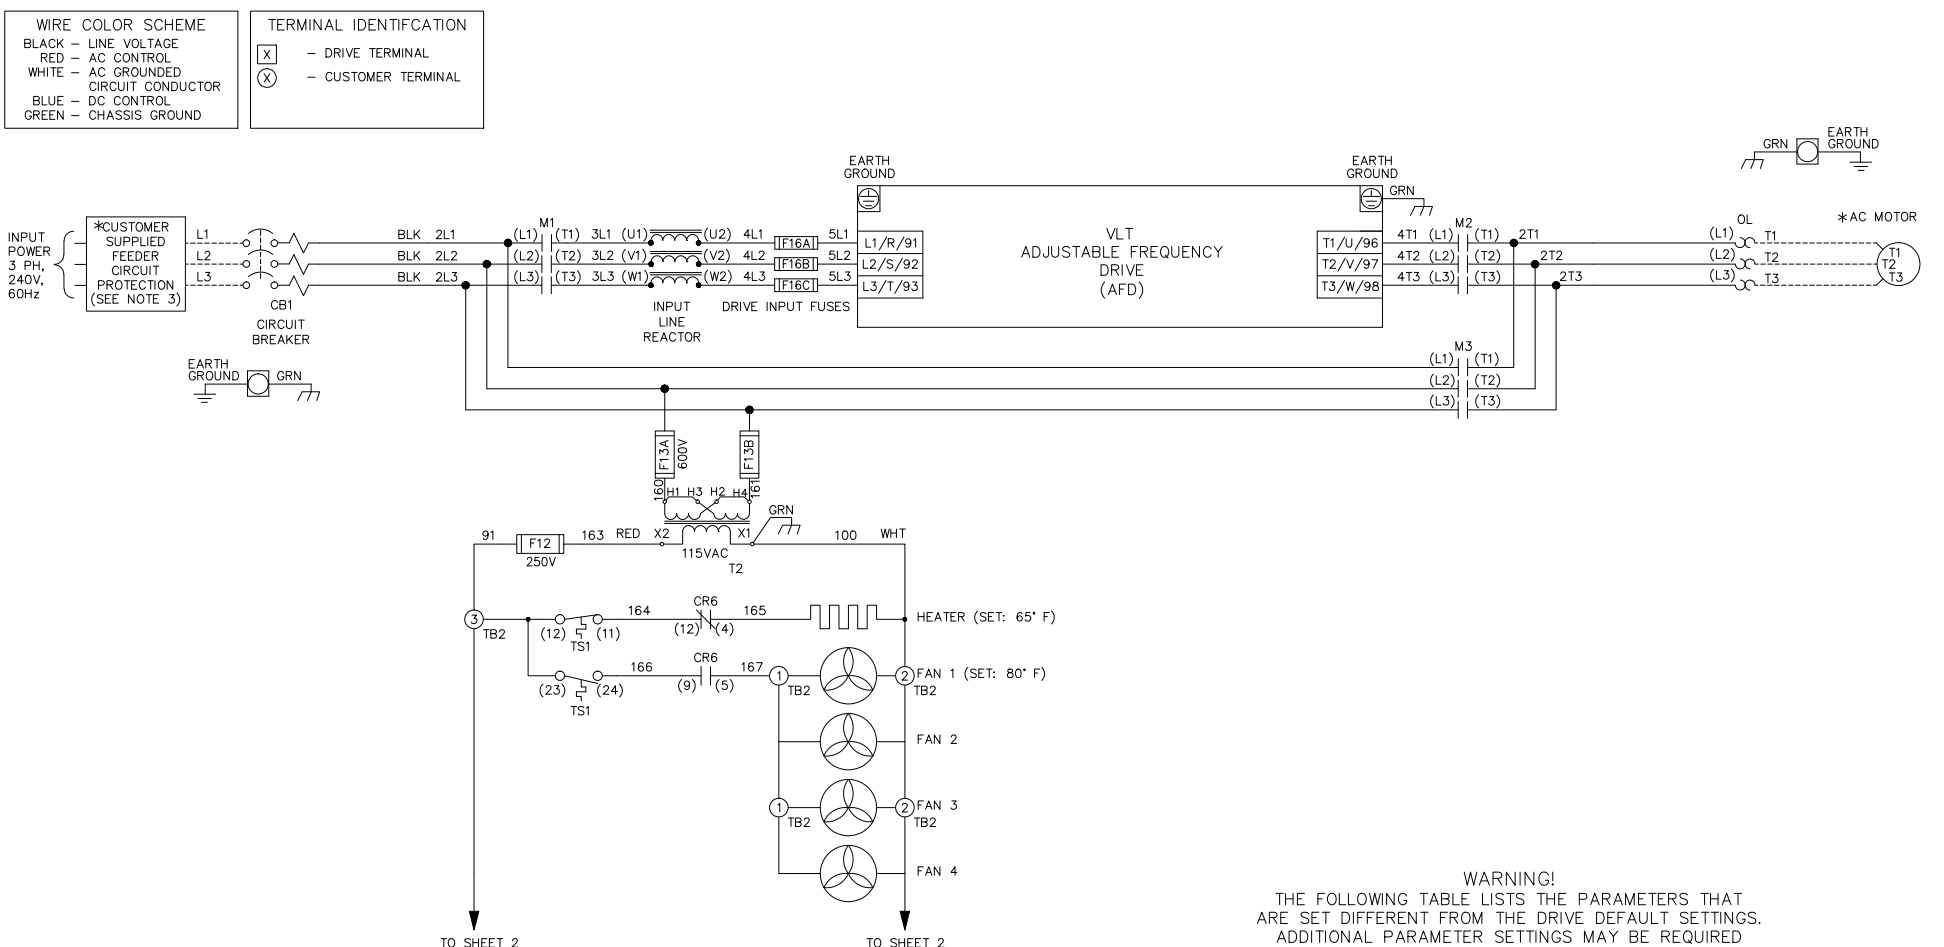 WIRE COLOR SCHEME
BLACK – LINE VOLTAGE
RED – AC CONTROL
WHITE – AC GROUNDED
CIRCUIT CONDUCTOR
BLUE – DC CONTROL
GREEN – CHASSIS GROUND
TERMINAL IDENTIFCATION
X – DRIVE TERMINAL
X – CUSTOMER TERMINAL
INPUT
POWER
3 PH,
240V,
60Hz
*CUSTOMER
SUPPLIED
FEEDER
CIRCUIT
PROTECTION
(SEE NOTE 3)
L1
L2
L3
CB1
CIRCUIT
BREAKER
EARTH
GROUND
GRN
BLK 2L1
BLK 2L2
BLK 2L3
M1
(L1) (T1) 3L1 (U1) (U2) 4L1 F16A 5L1
(L2) (T2) 3L2 (V1) (V2) 4L2 F16B 5L2
(L3) (T3) 3L3 (W1) (W2) 4L3 F16C 5L3
INPUT
LINE
REACTOR
DRIVE INPUT FUSES
EARTH
GROUND
L1/R/91
L2/S/92
L3/T/93
VLT
ADJUSTABLE FREQUENCY
DRIVE
(AFD)
EARTH
GROUND
GRN
T1/U/96
T2/V/97
T3/W/98
M2
4T1 (L1) (T1) 2T1
4T2 (L2) (T2) 2T2
4T3 (L3) (T3) 2T3
M3
(L1) (T1)
(L2) (T2)
(L3) (T3)
GRN
EARTH
GROUND
OL
(L1) T1
(L2) T2
(L3) T3
*AC MOTOR
T1
T2
T3
F13A
600V
F13B
160
161
H1 H3 H2 H4
GRN
91
F12
250V
163 RED X2
X1
115VAC
T2
100 WHT
3
TB2
(12) (11)
TS1
164
CR6
(12) (4)
165
HEATER (SET: 65° F)
(23) (24)
TS1
166
CR6
(9) (5)
167
1
TB2
2
TB2
FAN 1 (SET: 80° F)
FAN 2
1
TB2
2
TB2
FAN 3
FAN 4
TO SHEET 2
TO SHEET 2
WARNING!
THE FOLLOWING TABLE LISTS THE PARAMETERS THAT
ARE SET DIFFERENT FROM THE DRIVE DEFAULT SETTINGS.
ADDITIONAL PARAMETER SETTINGS MAY BE REQUIRED